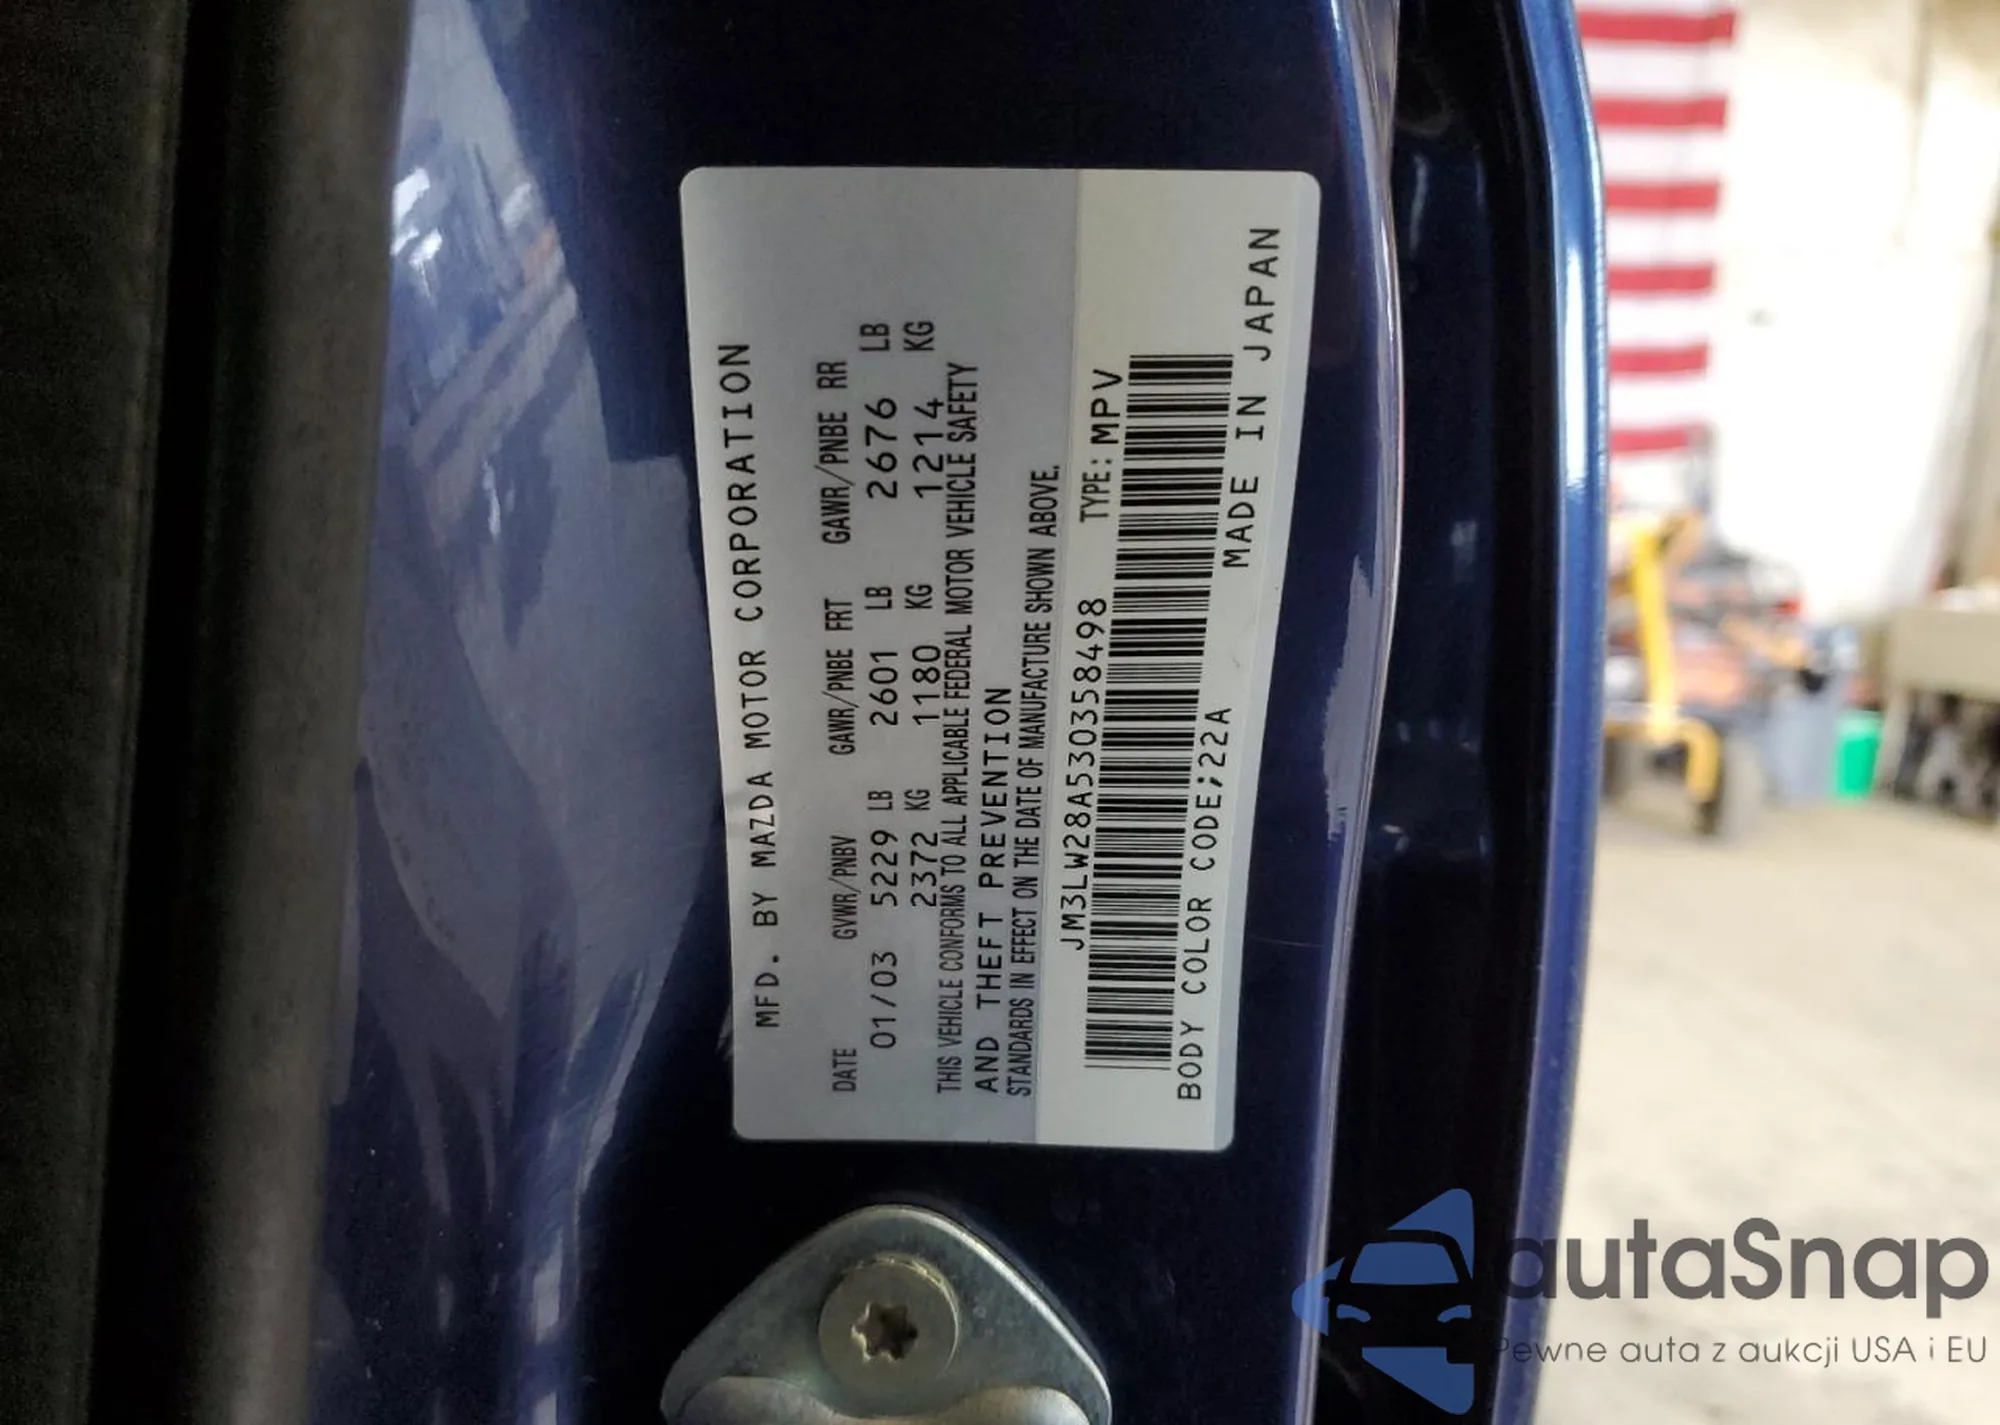 MFD. BY MAZDA MOTOR CORPORATION
DATE GVWR/PNBV GAWR/PNBE FRT GAWR/PNBE RR
01/03 5229 LB 2601 LB 2676 LB
2372 KG 1180 KG 1214 KG
THIS VEHICLE CONFORMS TO ALL APPLICABLE FEDERAL MOTOR VEHICLE SAFETY
AND THEFT PREVENTION
STANDARDS IN EFFECT ON THE DATE OF MANUFACTURE SHOWN ABOVE.
JM3LW28A530358498 TYPE: MPV
BODY COLOR CODE;22A MADE IN JAPAN
autaSnap
Pewne auta z aukcji USA i EU